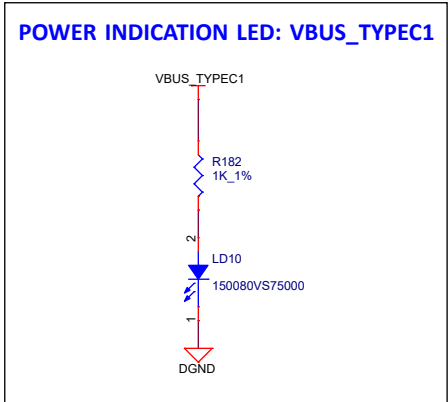 POWER INDICATION LED: VBUS_TYPEC1
VBUS_TYPEC1
R182
1K_1%
2
LD10
150080VS75000
1
DGND